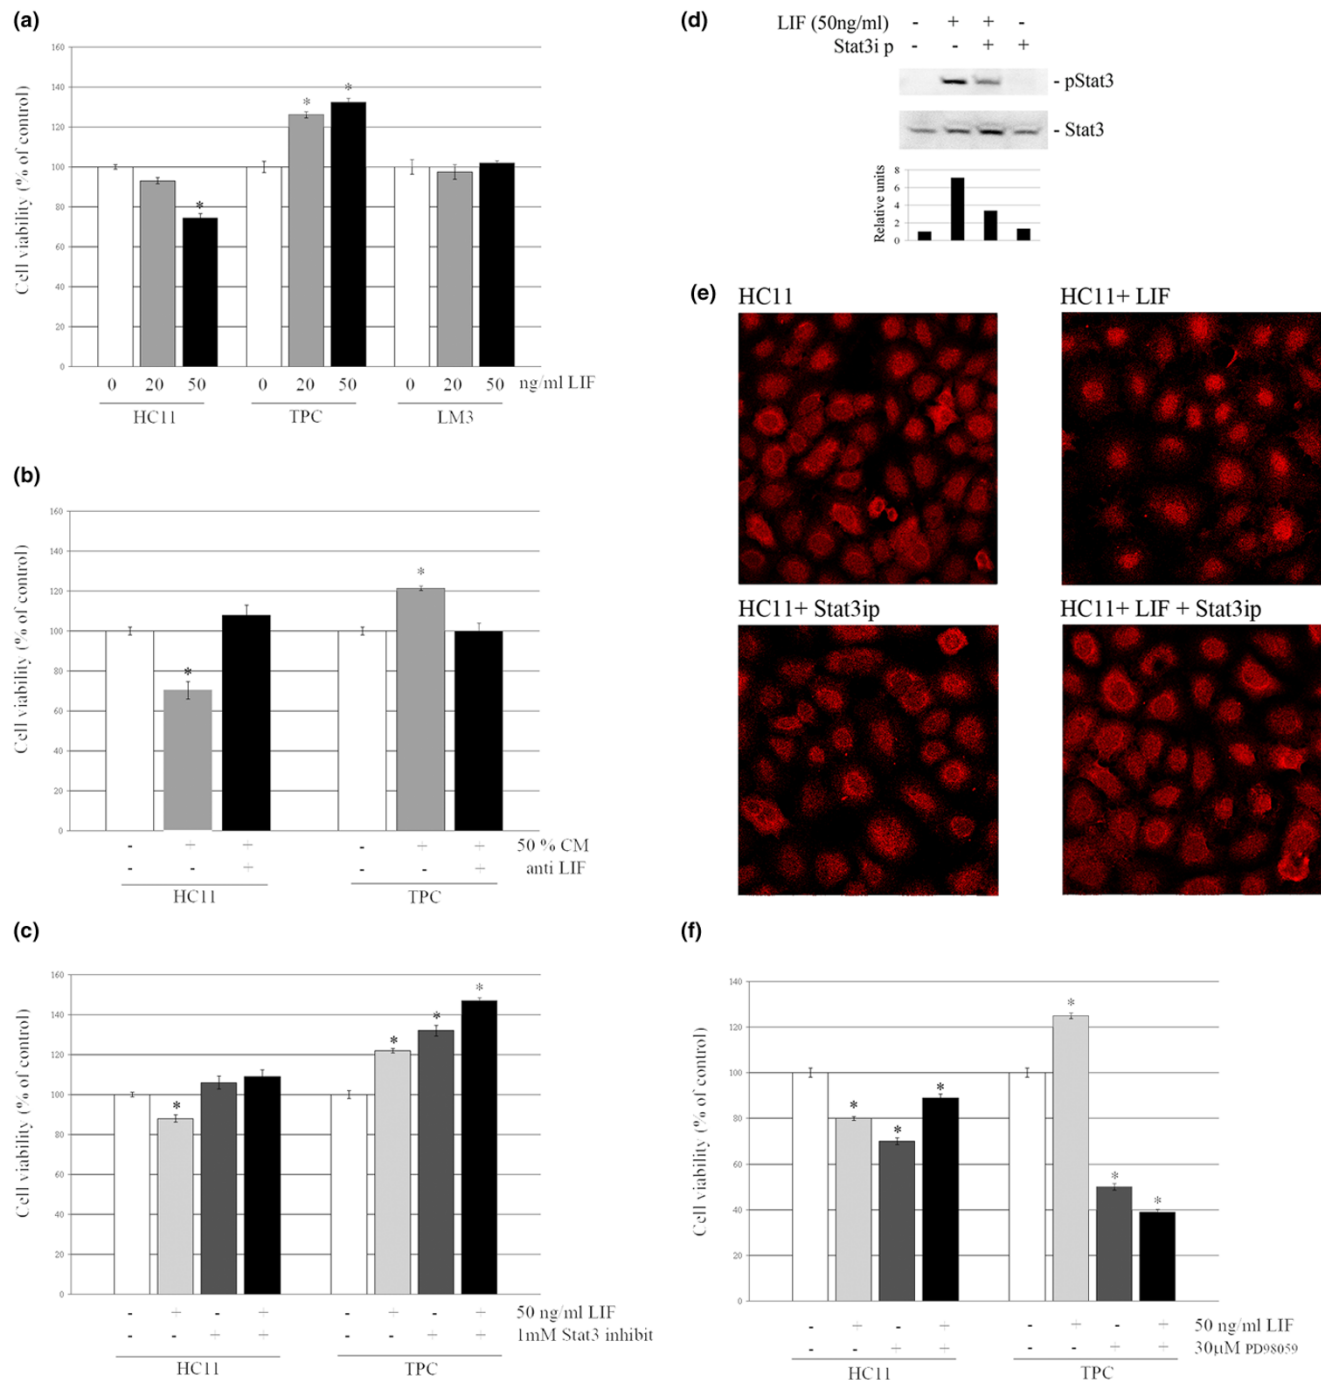 (a)
160
140
120
100
80
60
40
20
0
Cell viability (% of control)
* * *
0 20 50 0 20 50 0 20 50 ng/ml LIF
HC11 TPC LM3
(b)
160
140
120
100
80
60
40
20
0
Cell viability (% of control)
* *
- + + - + + 50 % CM
- - + - - + anti LIF
HC11 TPC
(c)
160
140
120
100
80
60
40
20
0
Cell viability (% of control)
* * * *
- + - + - + - + 50 ng/ml LIF
- - + + - - + + 1mM Stat3 inhibit
HC11 TPC
(d)
LIF (50ng/ml) - + + -
Stat3i p - - + +
- pStat3
- Stat3
8
6
4
2
0
Relative units
(e)
HC11
HC11+ LIF
HC11+ Stat3ip
HC11+ LIF + Stat3ip
(f)
140
120
100
80
60
40
20
0
Cell viability (% of control)
* * * * * *
- + - + - + - + 50 ng/ml LIF
- - + + - - + + 30µM PD98059
HC11 TPC